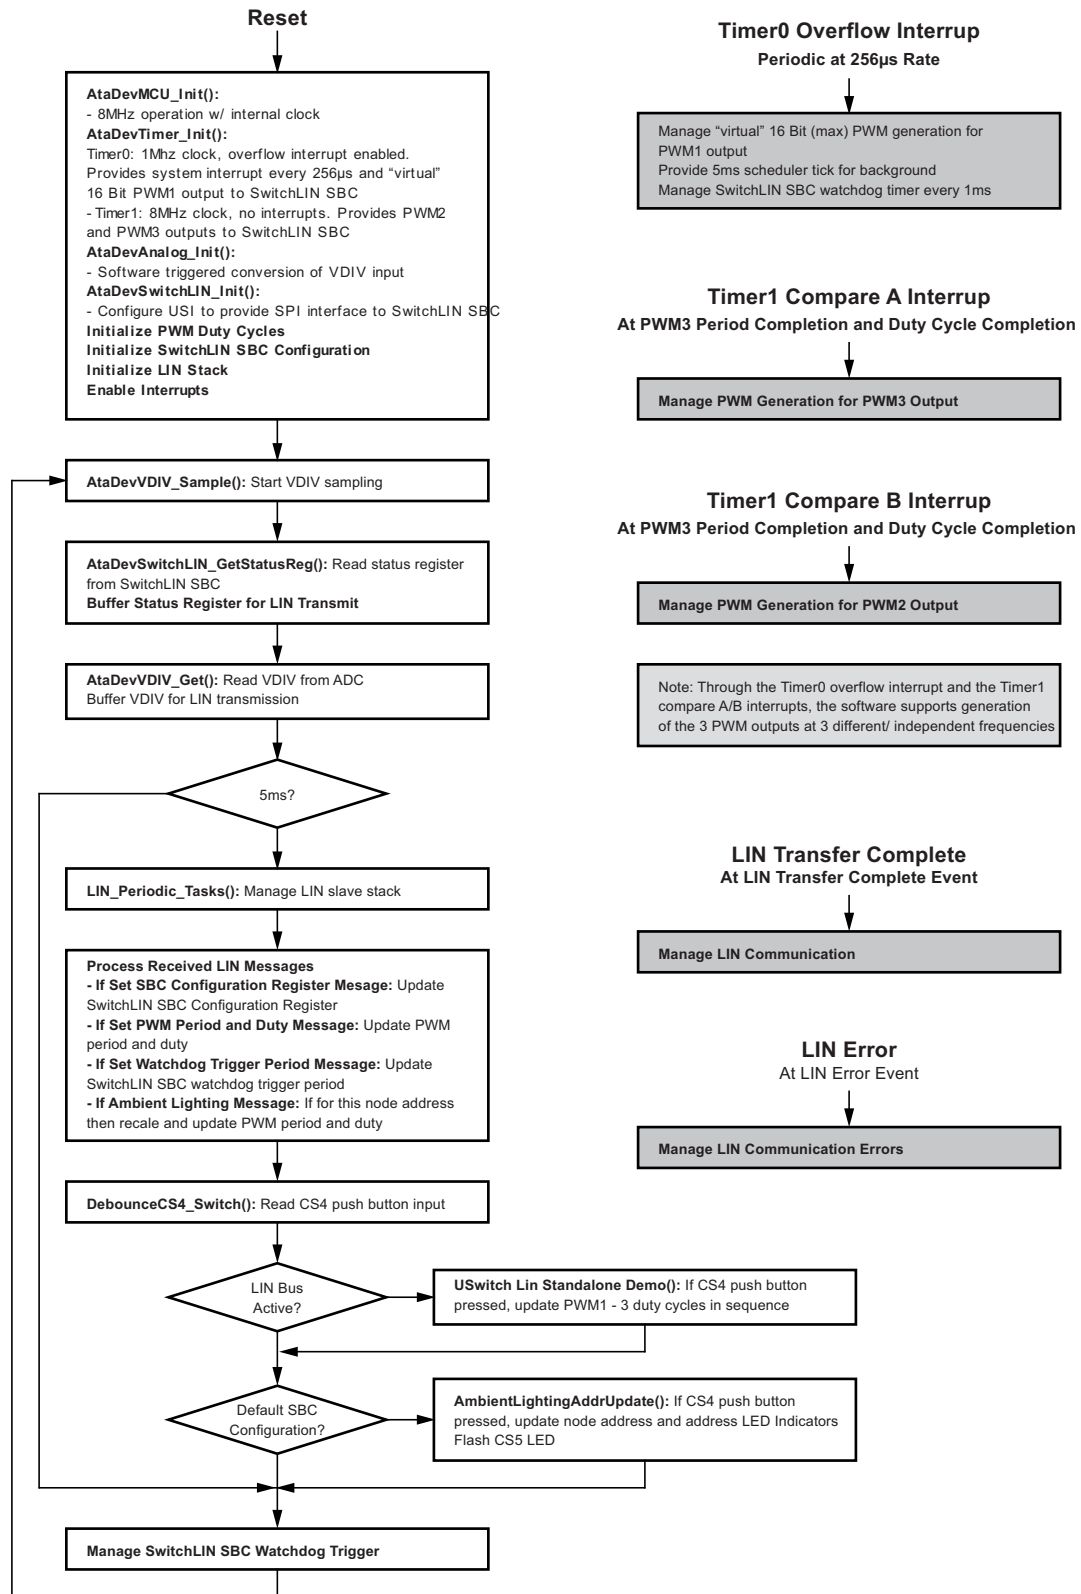 Reset
AtaDevMCU_Init():
- 8MHz operation w/ internal clock
AtaDevTimer_Init():
Timer0: 1Mhz clock, overflow interrupt enabled.
Provides system interrupt every 256µs and “virtual”
16 Bit PWM1 output to SwitchLIN SBC
- Timer1: 8MHz clock, no interrupts. Provides PWM2
and PWM3 outputs to SwitchLIN SBC
AtaDevAnalog_Init():
- Software triggered conversion of VDIV input
AtaDevSwitchLIN_Init():
- Configure USI to provide SPI interface to SwitchLIN SBC
Initialize PWM Duty Cycles
Initialize SwitchLIN SBC Configuration
Initialize LIN Stack
Enable Interrupts
AtaDevVDIV_Sample(): Start VDIV sampling
AtaDevSwitchLIN_GetStatusReg(): Read status register
from SwitchLIN SBC
Buffer Status Register for LIN Transmit
AtaDevVDIV_Get(): Read VDIV from ADC
Buffer VDIV for LIN transmission
5ms?
LIN_Periodic_Tasks(): Manage LIN slave stack
Process Received LIN Messages
- If Set SBC Configuration Register Mesage: Update
SwitchLIN SBC Configuration Register
- If Set PWM Period and Duty Message: Update PWM
period and duty
- If Set Watchdog Trigger Period Message: Update
SwitchLIN SBC watchdog trigger period
- If Ambient Lighting Message: If for this node address
then recale and update PWM period and duty
DebounceCS4_Switch(): Read CS4 push button input
LIN Bus
Active?
USwitch Lin Standalone Demo(): If CS4 push button
pressed, update PWM1 - 3 duty cycles in sequence
Default SBC
Configuration?
AmbientLightingAddrUpdate(): If CS4 push button
pressed, update node address and address LED Indicators
Flash CS5 LED
Manage SwitchLIN SBC Watchdog Trigger
Timer0 Overflow Interrup
Periodic at 256µs Rate
Manage “virtual” 16 Bit (max) PWM generation for
PWM1 output
Provide 5ms scheduler tick for background
Manage SwitchLIN SBC watchdog timer every 1ms
Timer1 Compare A Interrup
At PWM3 Period Completion and Duty Cycle Completion
Manage PWM Generation for PWM3 Output
Timer1 Compare B Interrup
At PWM3 Period Completion and Duty Cycle Completion
Manage PWM Generation for PWM2 Output
Note: Through the Timer0 overflow interrupt and the Timer1
compare A/B interrupts, the software supports generation
of the 3 PWM outputs at 3 different/ independent frequencies
LIN Transfer Complete
At LIN Transfer Complete Event
Manage LIN Communication
LIN Error
At LIN Error Event
Manage LIN Communication Errors